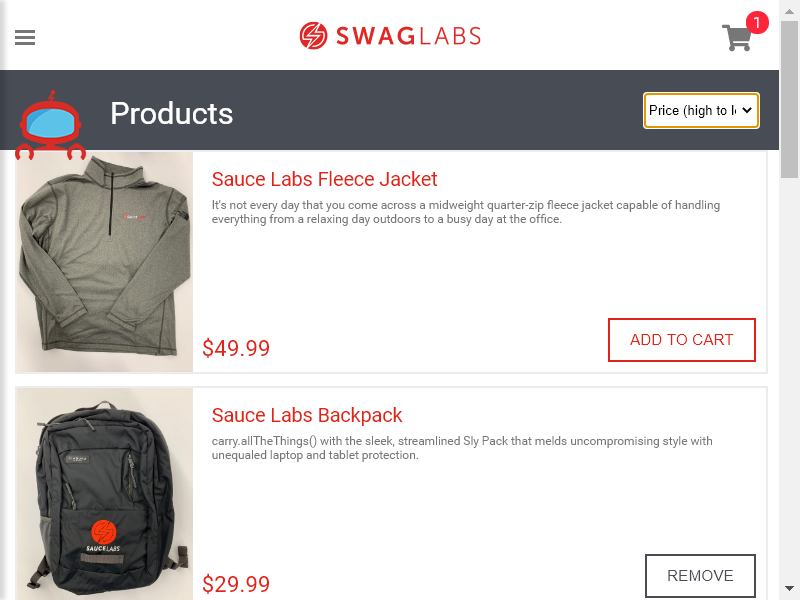 SWAGLABS
1
Products
Price (high to l
Sauce Labs Fleece Jacket
It's not every day that you come across a midweight quarter-zip fleece jacket capable of handling
everything from a relaxing day outdoors to a busy day at the office.
$49.99
ADD TO CART
Sauce Labs Backpack
carry.allTheThings() with the sleek, streamlined Sly Pack that melds uncompromising style with
unequaled laptop and tablet protection.
SAUCELABS
$29.99
REMOVE